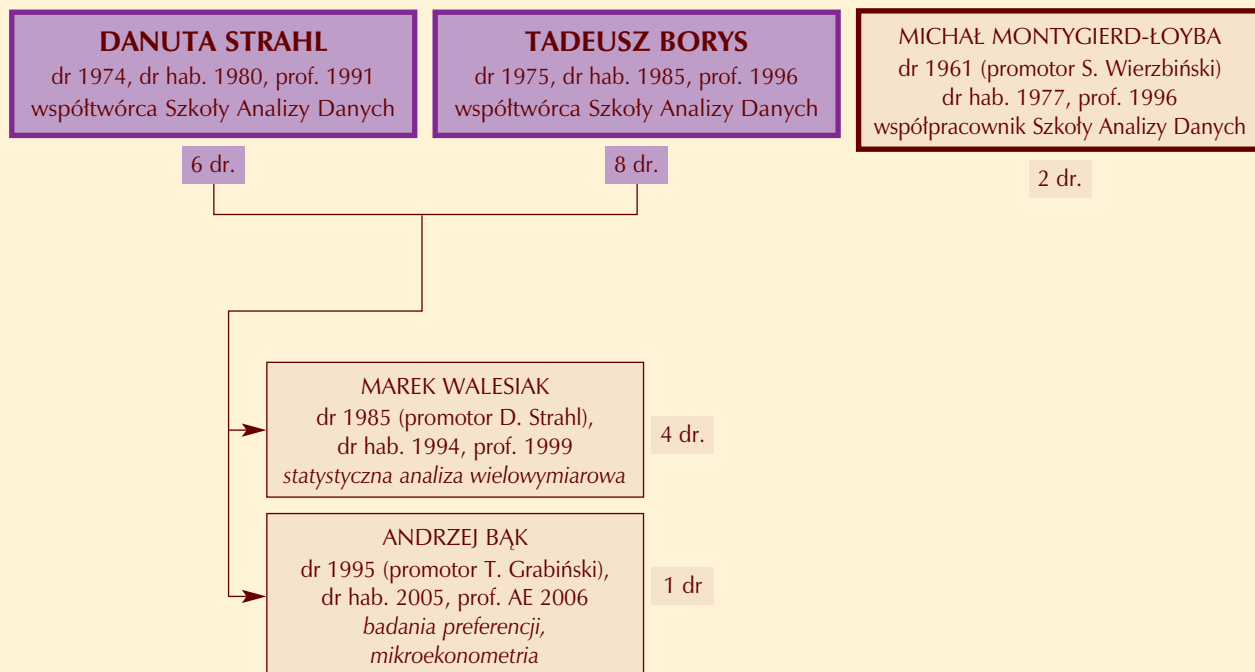 DANUTA STRAHL
dr 1974, dr hab. 1980, prof. 1991
współtwórca Szkoły Analizy Danych
6 dr.
TADEUSZ BORYS
dr 1975, dr hab. 1985, prof. 1996
współtwórca Szkoły Analizy Danych
8 dr.
MICHAŁ MONTYGIERD-ŁOYBA
dr 1961 (promotor S. Wierzbiński)
dr hab. 1977, prof. 1996
współpracownik Szkoły Analizy Danych
2 dr.
MAREK WALESIAK
dr 1985 (promotor D. Strahl),
dr hab. 1994, prof. 1999
statystyczna analiza wielowymiarowa
4 dr.
ANDRZEJ BĄK
dr 1995 (promotor T. Grabiński),
dr hab. 2005, prof. AE 2006
badania preferencji,
mikroekonometria
1 dr